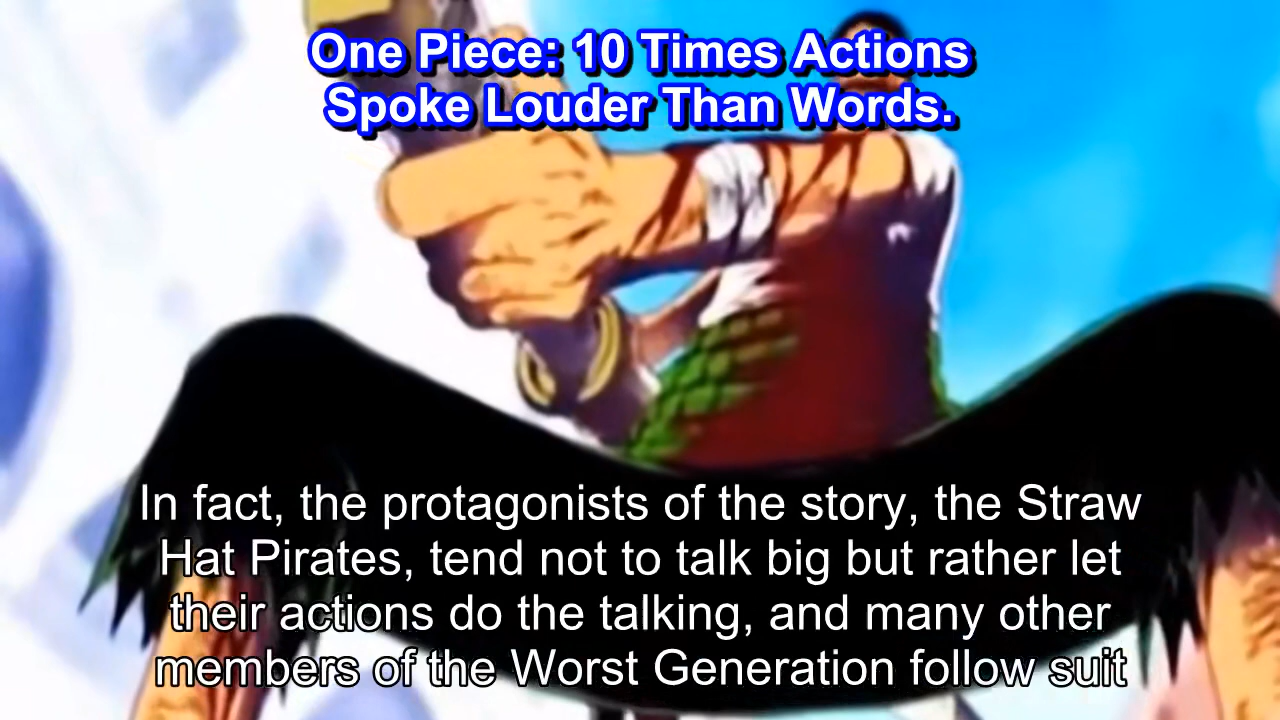 One Piece: 10 Times Actions
Spoke Louder Than Words.
In fact, the protagonists of the story, the Straw
Hat Pirates, tend not to talk big but rather let
their actions do the talking, and many other
members of the Worst Generation follow suit